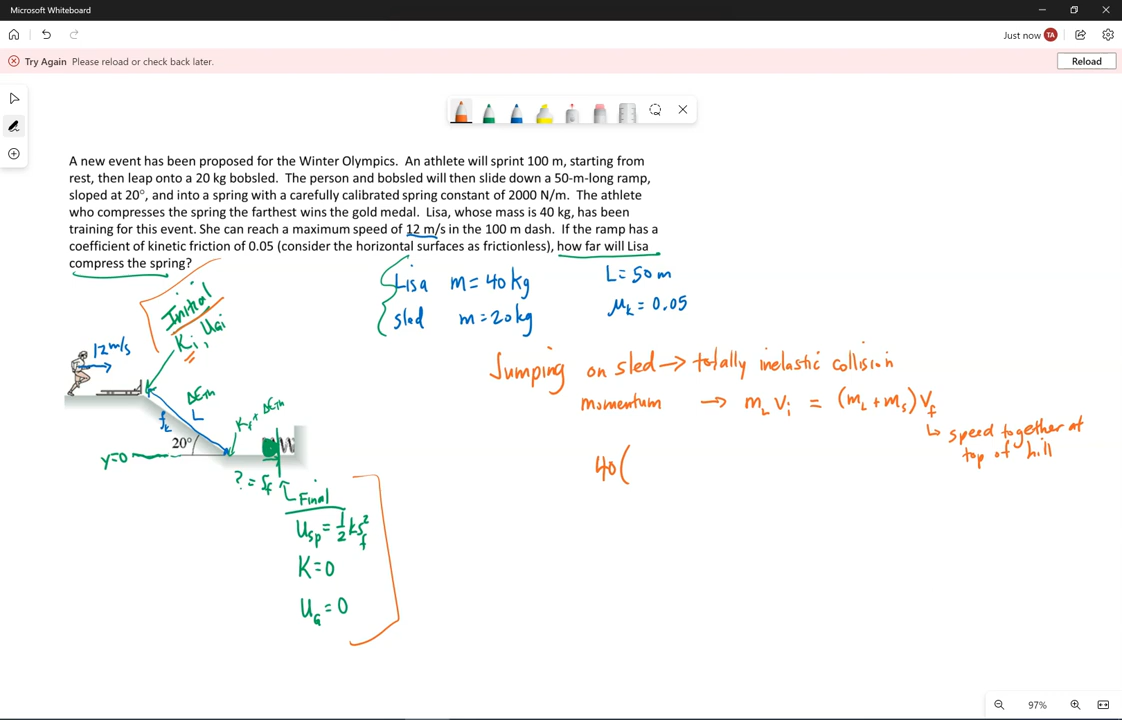 Microsoft Whiteboard
Just now TA
Try Again Please reload or check back later.
Reload
A new event has been proposed for the Winter Olympics. An athlete will sprint 100 m, starting from
rest, then leap onto a 20 kg bobsled. The person and bobsled will then slide down a 50-m-long ramp,
sloped at 20°, and into a spring with a carefully calibrated spring constant of 2000 N/m. The athlete
who compresses the spring the farthest wins the gold medal. Lisa, whose mass is 40 kg, has been
training for this event. She can reach a maximum speed of 12 m/s in the 100 m dash. If the ramp has a
coefficient of kinetic friction of 0.05 (consider the horizontal surfaces as frictionless), how far will Lisa
compress the spring?
Lisa m = 40 kg L = 50 m
sled m = 20 kg μk = 0.05
Initial
Ki, UGi
12 m/s
Jumping on sled → totally inelastic collision
momentum → mL vi = (mL + ms) vf
↳ speed together at
top of hill
ΔEth
fk L
Kf + ΔEth
20°
y=0
40(
Final
Usp = 1/2 k s f ^2
K = 0
UG = 0
97%